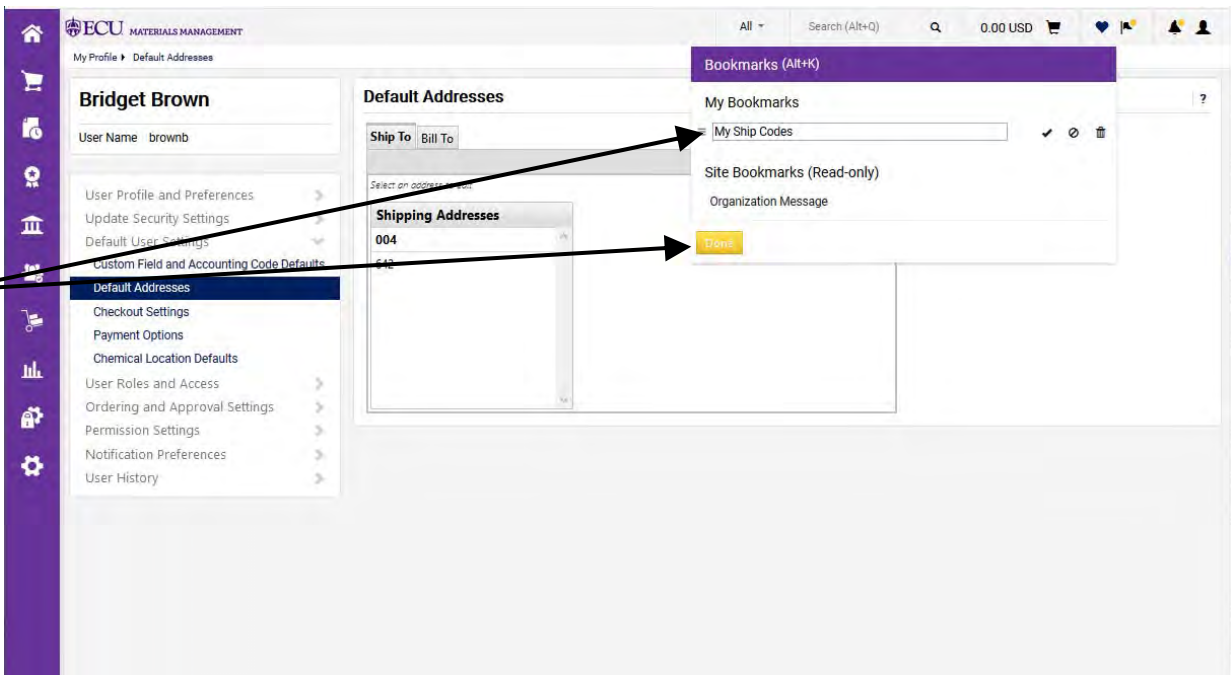 ECU MATERIALS MANAGEMENT
All Search (Alt+Q) 0.00 USD
My Profile Default Addresses
Bridget Brown
User Name brownb
User Profile and Preferences
Update Security Settings
Default User Settings
Custom Field and Accounting Code Defaults
Default Addresses
Checkout Settings
Payment Options
Chemical Location Defaults
User Roles and Access
Ordering and Approval Settings
Permission Settings
Notification Preferences
User History
Default Addresses
?
Ship To Bill To
Select an address to edit
Shipping Addresses
004
642
Bookmarks (Alt+K)
My Bookmarks
My Ship Codes
Site Bookmarks (Read-only)
Organization Message
Done